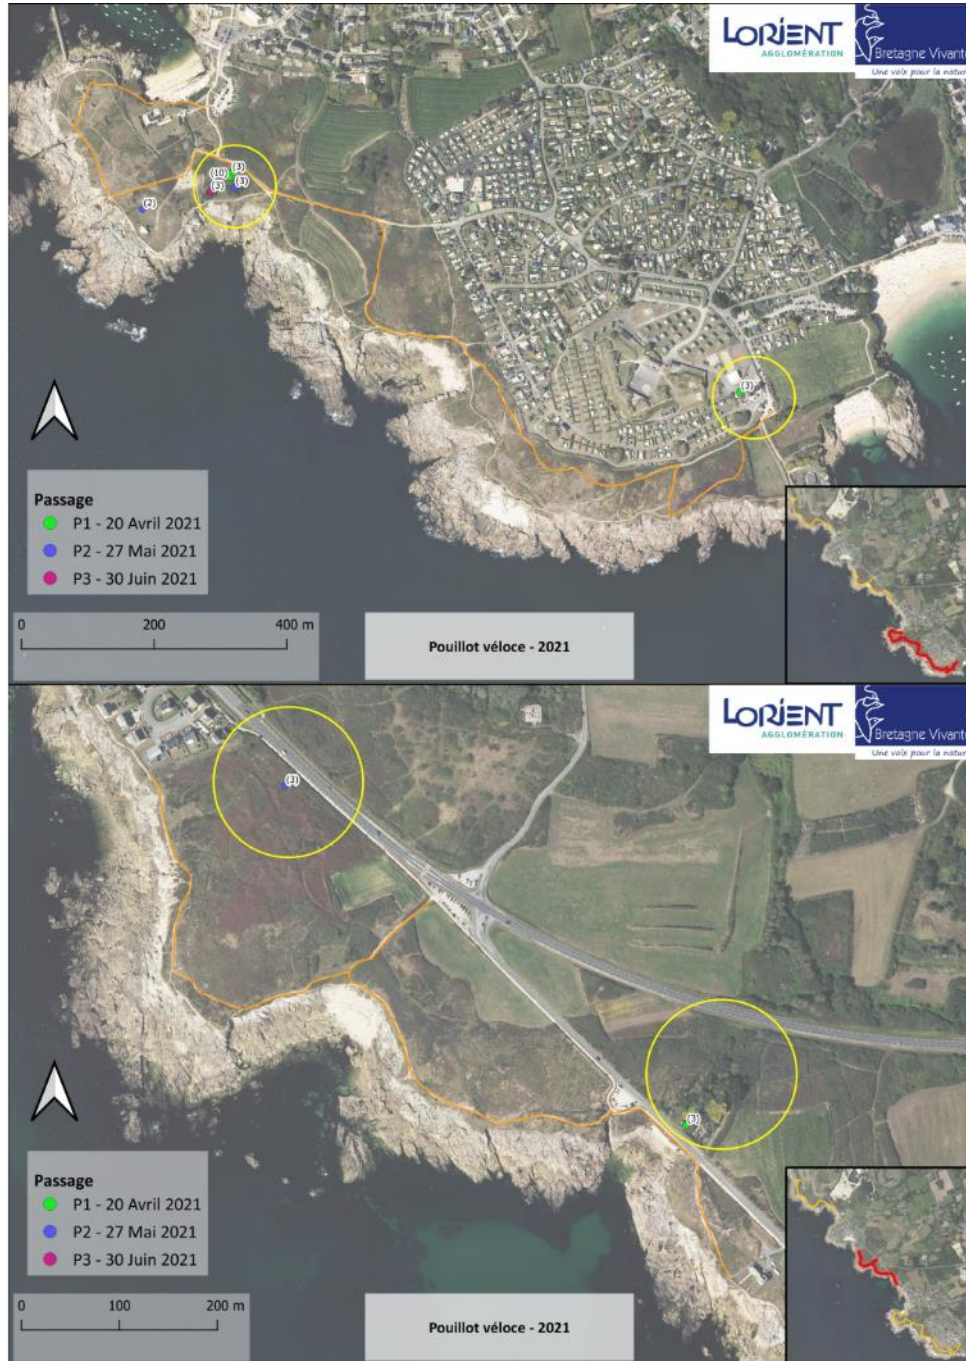 LORIENT
AGGLOMÉRATION
Bretagne Vivante
Une voix pour la natur
(3)
(10)
(3)
(3)
(2)
(3)
Passage
P1 - 20 Avril 2021
P2 - 27 Mai 2021
P3 - 30 Juin 2021
0 200 400 m
Pouillot véloce - 2021
LORIENT
AGGLOMÉRATION
Bretagne Vivante
Une voix pour la natur
(3)
(3)
Passage
P1 - 20 Avril 2021
P2 - 27 Mai 2021
P3 - 30 Juin 2021
0 100 200 m
Pouillot véloce - 2021